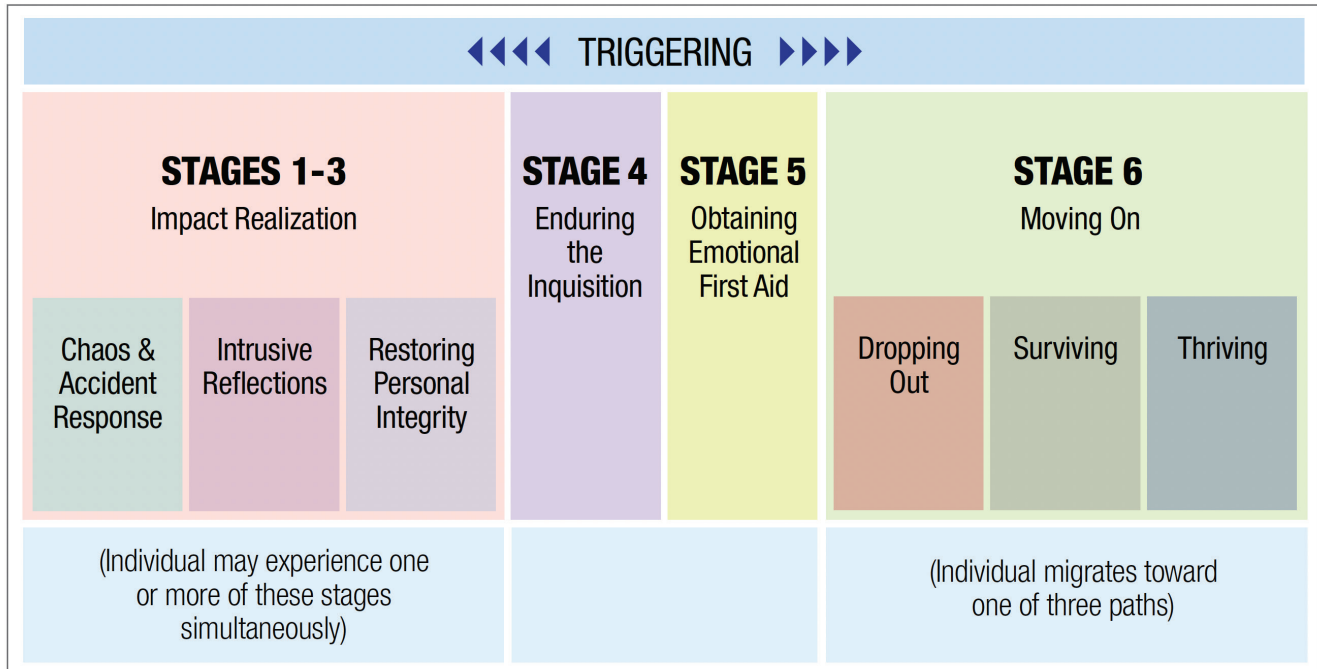 TRIGGERING
STAGES 1-3
Impact Realization
Chaos &
Accident
Response
Intrusive
Reflections
Restoring
Personal
Integrity
STAGE 4
Enduring
the
Inquisition
STAGE 5
Obtaining
Emotional
First Aid
STAGE 6
Moving On
Dropping
Out
Surviving
Thriving
(Individual may experience one
or more of these stages
simultaneously)
(Individual migrates toward
one of three paths)